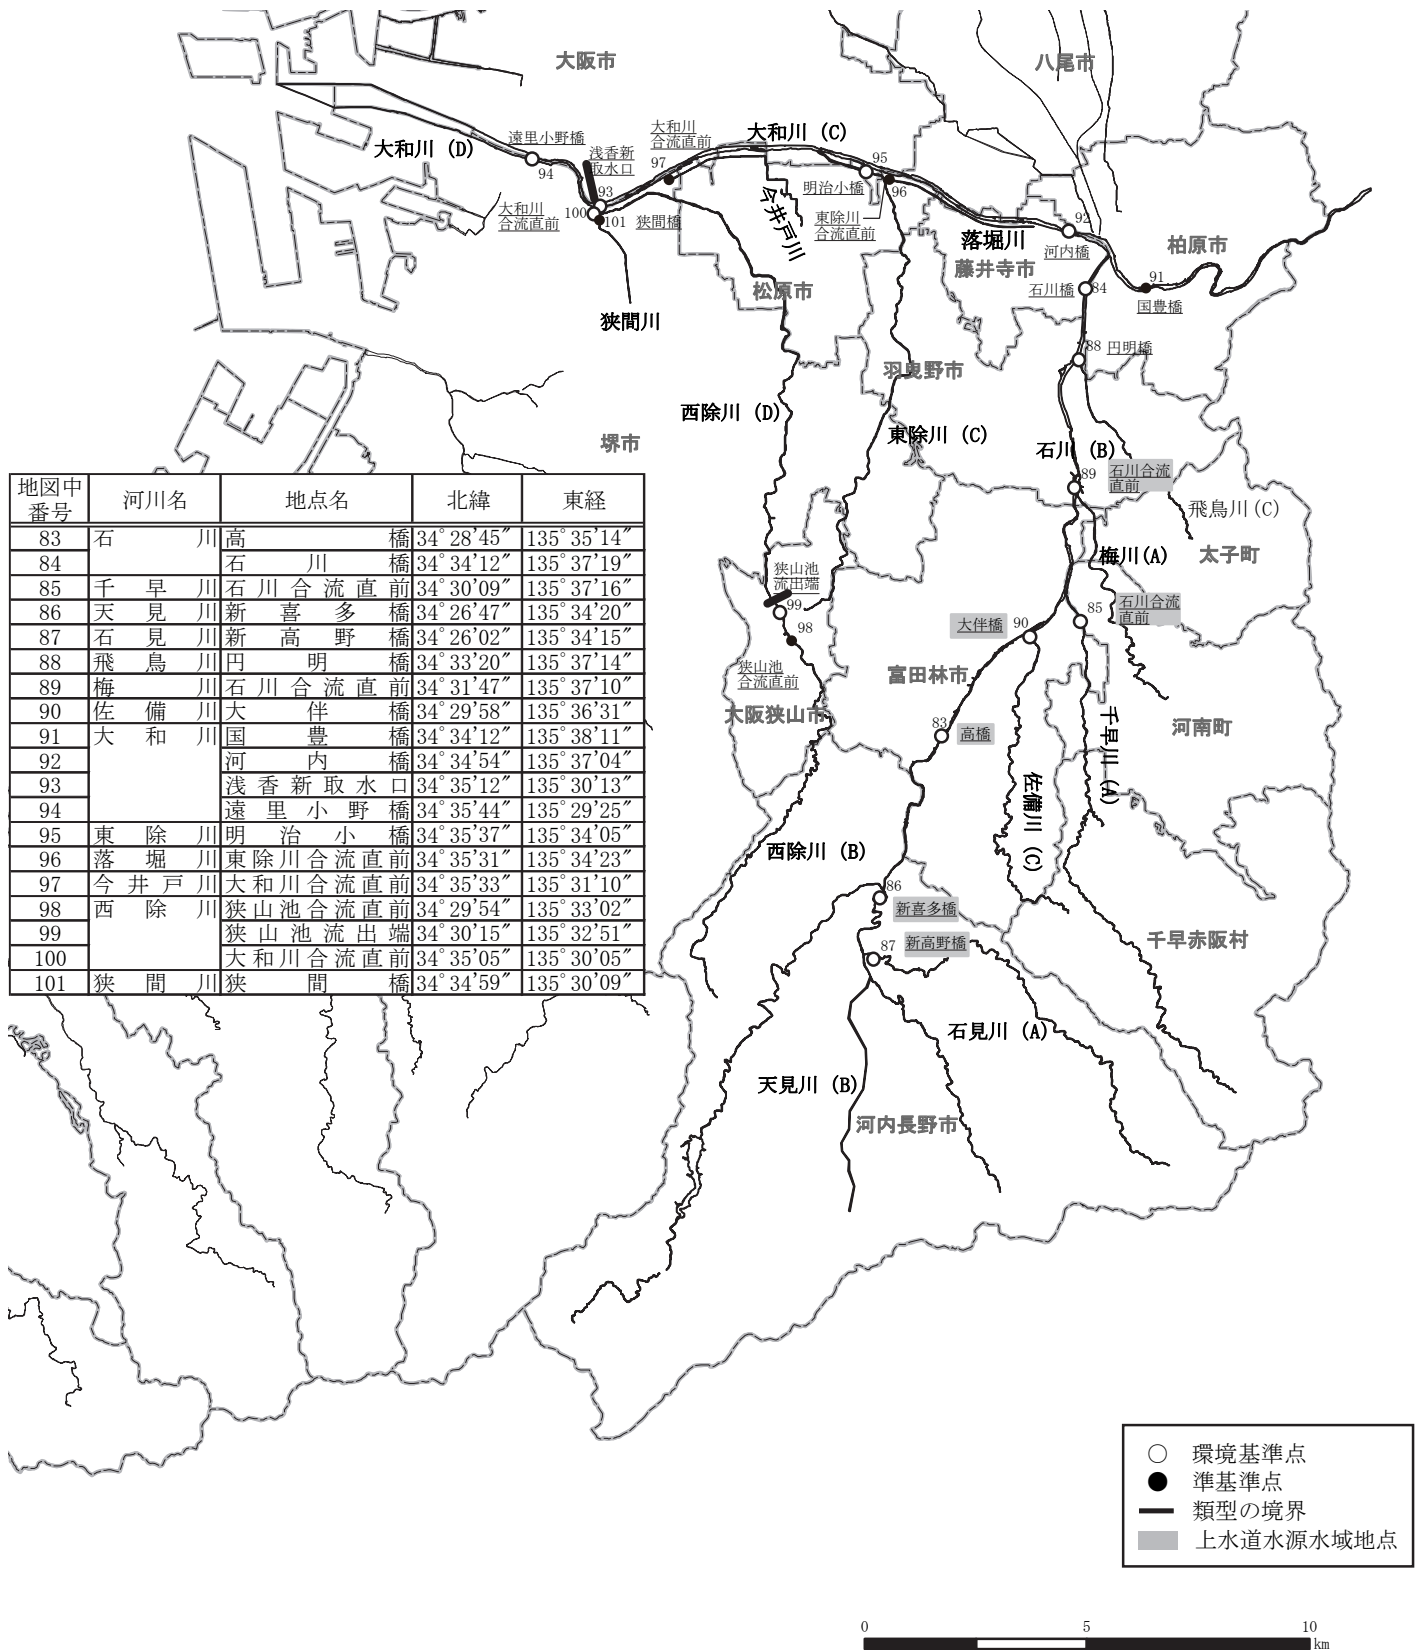 大阪市
八尾市
大和川 (D)
遠里小野橋
94
浅香新
取水口
93
大和川
合流直前
97
大和川 (C)
95
明治小橋
96
東除川
合流直前
今井戸川
大和川
合流直前
100
101
狭間橋
狭間川
落堀川
藤井寺市
92
河内橋
柏原市
91
国豊橋
石川橋
84
松原市
88
円明橋
羽曳野市
西除川 (D)
東除川 (C)
堺市
石川 (B)
89
石川合流
直前
飛鳥川 (C)
梅川(A)
太子町
狭山池
流出端
99
98
狭山池
合流直前
大阪狭山市
大伴橋
90
85
石川合流
直前
富田林市
83
高橋
千早川 (A)
河南町
佐備川 (C)
西除川 (B)
86
新喜多橋
87
新高野橋
千早赤阪村
石見川 (A)
天見川 (B)
河内長野市
地図中番号 河川名 地点名 北緯 東経
83 石川 高橋 34°28′45″ 135°35′14″
84 石川橋 34°34′12″ 135°37′19″
85 千早川 石川合流直前 34°30′09″ 135°37′16″
86 天見川 新喜多橋 34°26′47″ 135°34′20″
87 石見川 新高野橋 34°26′02″ 135°34′15″
88 飛鳥川 円明橋 34°33′20″ 135°37′14″
89 梅川 石川合流直前 34°31′47″ 135°37′10″
90 佐備川 大伴橋 34°29′58″ 135°36′31″
91 大和川 国豊橋 34°34′12″ 135°38′11″
92 河内橋 34°34′54″ 135°37′04″
93 浅香新取水口 34°35′12″ 135°30′13″
94 遠里小野橋 34°35′44″ 135°29′25″
95 東除川 明治小橋 34°35′37″ 135°34′05″
96 落堀川 東除川合流直前 34°35′31″ 135°34′23″
97 今井戸川 大和川合流直前 34°35′33″ 135°31′10″
98 西除川 狭山池合流直前 34°29′54″ 135°33′02″
99 狭山池流出端 34°30′15″ 135°32′51″
100 大和川合流直前 34°35′05″ 135°30′05″
101 狭間川 狭間橋 34°34′59″ 135°30′09″
○ 環境基準点
● 準基準点
類型の境界
上水道水源水域地点
0 5 10
km